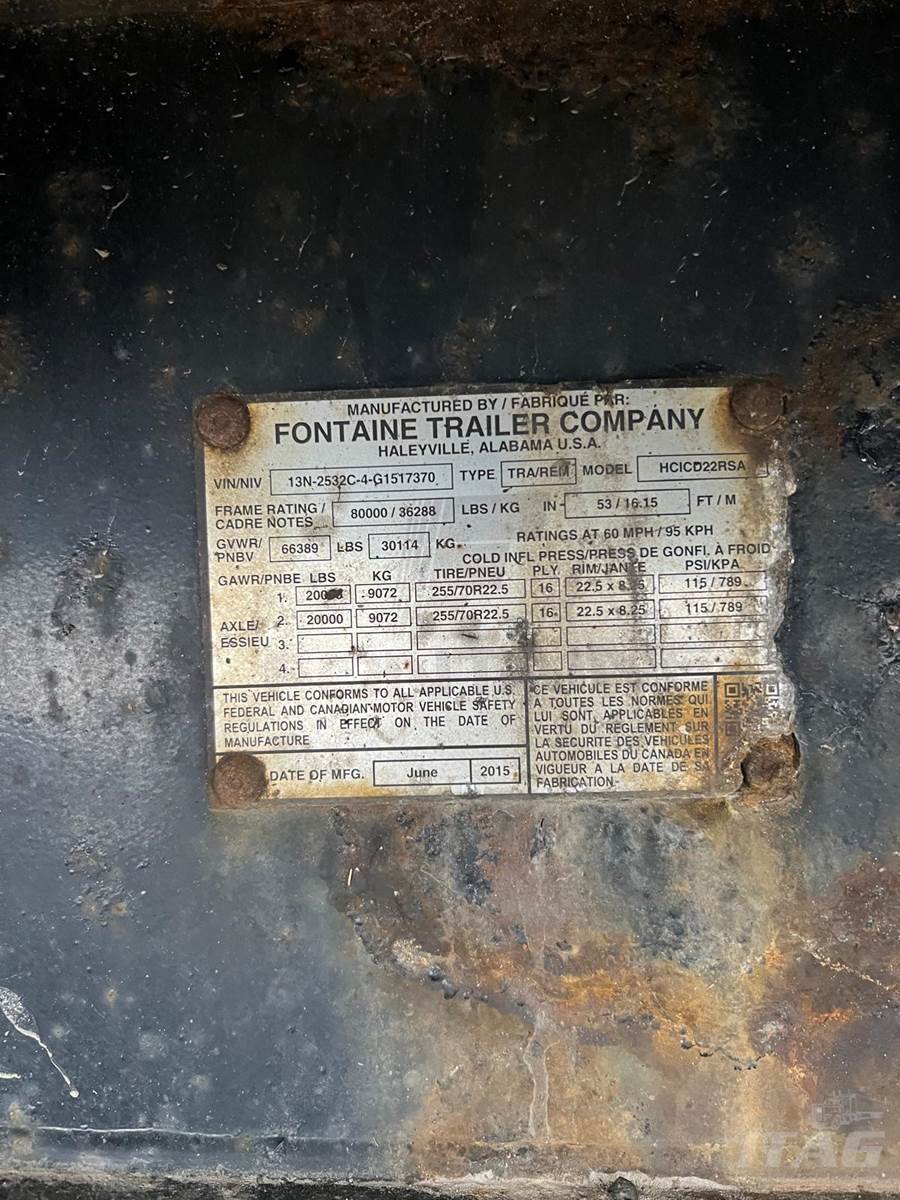 MANUFACTURED BY / FABRIQUÉ PAR:
FONTAINE TRAILER COMPANY
HALEYVILLE, ALABAMA U.S.A.
VIN/NIV 13N-2532C-4-G1517370 TYPE TRA/REM MODEL HCICD22RSA
FRAME RATING / CADRE NOTES 80000 / 36288 LBS / KG IN - 53 / 16.15 FT / M
GVWR/ PNBV 66389 LBS 30114 KG RATINGS AT 60 MPH / 95 KPH
COLD INFL PRESS/PRESS DE GONFL À FROID
GAWR/PNBE LBS KG TIRE/PNEU PLY RIM/JANTE PSI/KPA
1. 9072 255/70R22.5 16 22.5 x 8.25 115 / 789
AXLE/ ESSIEU 2. 20000 9072 255/70R22.5 16 22.5 x 8.25 115 / 789
3.
4.
THIS VEHICLE CONFORMS TO ALL APPLICABLE U.S.
FEDERAL AND CANADIAN MOTOR VEHICLE SAFETY
REGULATIONS IN EFFECT ON THE DATE OF
MANUFACTURE
DATE OF MFG. June 2015
CE VEHICULE EST CONFORME
A TOUTES LES NORMES QUI
LUI SONT APPLICABLES EN
VERTU DU REGLEMENT SUR
LA SECURITE DES VEHICULES
AUTOMOBILES DU CANADA EN
VIGUEUR A LA DATE DE SA
FABRICATION
ITAG